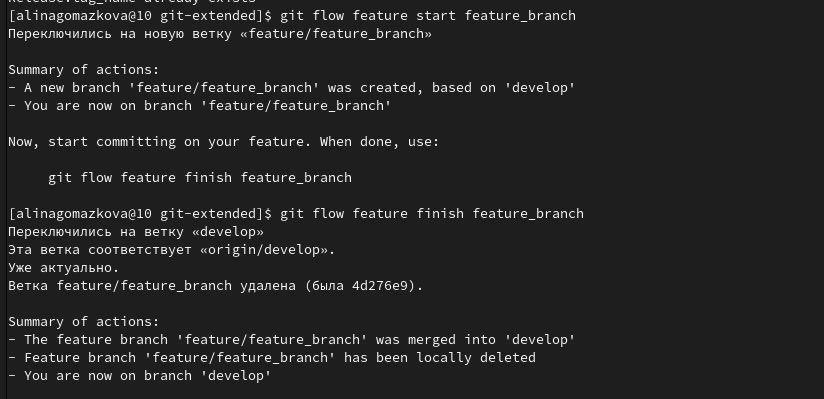 Release.tag_name already exists
[alinagomazkova@10 git-extended]$ git flow feature start feature_branch
Переключились на новую ветку «feature/feature_branch»
Summary of actions:
- A new branch 'feature/feature_branch' was created, based on 'develop'
- You are now on branch 'feature/feature_branch'
Now, start committing on your feature. When done, use:
git flow feature finish feature_branch
[alinagomazkova@10 git-extended]$ git flow feature finish feature_branch
Переключились на ветку «develop»
Эта ветка соответствует «origin/develop».
Уже актуально.
Ветка feature/feature_branch удалена (была 4d276e9).
Summary of actions:
- The feature branch 'feature/feature_branch' was merged into 'develop'
- Feature branch 'feature/feature_branch' has been locally deleted
- You are now on branch 'develop'